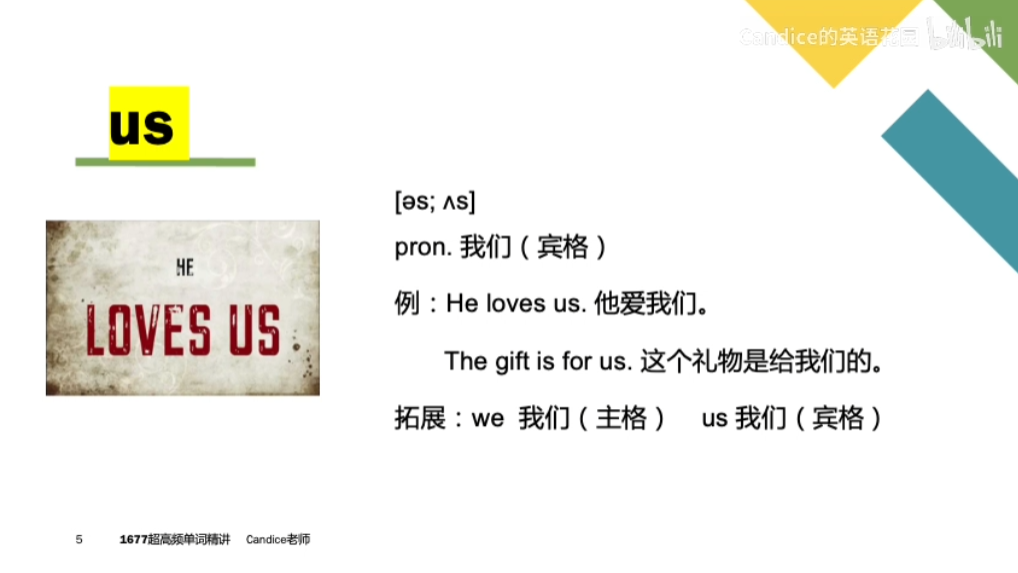 Candice的英语花园 bilibili
us
[əs; ʌs]
pron. 我们（宾格）
HE
LOVES US
例：He loves us. 他爱我们。
The gift is for us. 这个礼物是给我们的。
拓展：we 我们（主格） us 我们（宾格）
5 1677超高频单词精讲 Candice老师